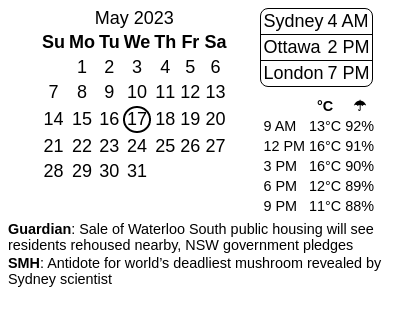 May 2023
Su Mo Tu We Th Fr Sa
1 2 3 4 5 6
7 8 9 10 11 12 13
14 15 16 17 18 19 20
21 22 23 24 25 26 27
28 29 30 31
Sydney 4 AM
Ottawa 2 PM
London 7 PM
°C ☂
9 AM 13°C 92%
12 PM 16°C 91%
3 PM 16°C 90%
6 PM 12°C 89%
9 PM 11°C 88%
Guardian: Sale of Waterloo South public housing will see
residents rehoused nearby, NSW government pledges
SMH: Antidote for world’s deadliest mushroom revealed by
Sydney scientist